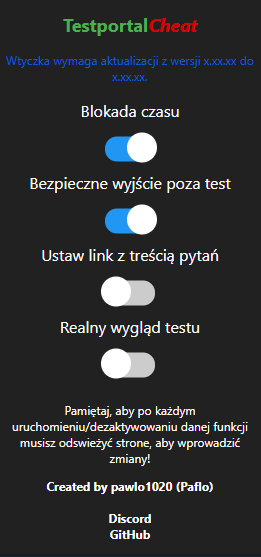 TestportalCheat
Wtyczka wymaga aktualizacji z wersji x.xx.xx do
x.xx.xx.
Blokada czasu
Bezpieczne wyjście poza test
Ustaw link z treścią pytań
Realny wygląd testu
Pamiętaj, aby po każdym
uruchomieniu/dezaktywowaniu danej funkcji
musisz odswieżyć strone, aby wprowadzić
zmiany!
Created by pawlo1020 (Paflo)
Discord
GitHub